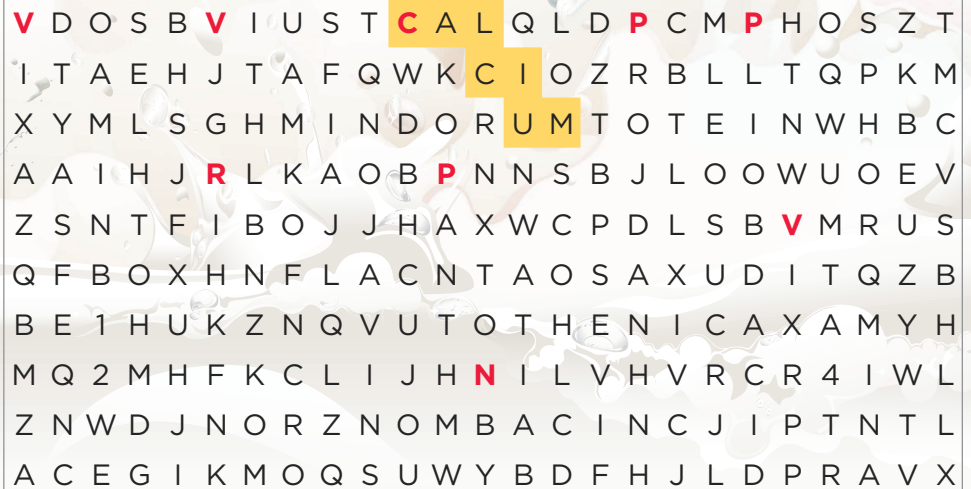 V D O S B V I U S T C A L Q L D P C M P H O S Z T
I T A E H J T A F Q W K C I O Z R B L L T Q P K M
X Y M L S G H M I N D O R U M T O T E I N W H B C
A A I H J R L K A O B P N N S B J L O O W U O E V
Z S N T F I B O J J H A X W C P D L S B V M R U S
Q F B O X H N F L A C N T A O S A X U D I T Q Z B
B E 1 H U K Z N Q V U T O T H E N I C A X A M Y H
M Q 2 M H F K C L I J H N I L V H V R C R 4 I W L
Z N W D J N O R Z N O M B A C I N C J I P T N T L
A C E G I K M O Q S U W Y B D F H J L D P R A V X